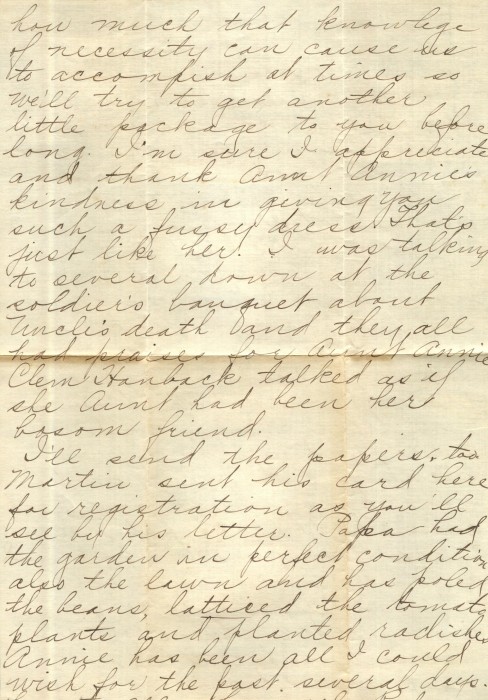 how much that knowlege
of necessity can cause us
to accomplish at times so
we'll try to get another
little package to you before
long. I'm sure I appreciate
and thank Aunt Annie's
kindness in giving you
such a fussy dress. That's
just like her. I was talking
to several down at the
soldier's banquet about
Uncle's death and they all
had praises for Aunt Annie
Clem Hanback talked as if
she Aunt had been her
bosom friend.
I'll send the papers. too
Martin sent his card here
for registration as you'll
see by his letter. Papa had
the garden in perfect condition
also the lawn and has poled
the beans, latticed the tomato
plants and planted radishes
Annie has been all I could
wish for the past. several days.